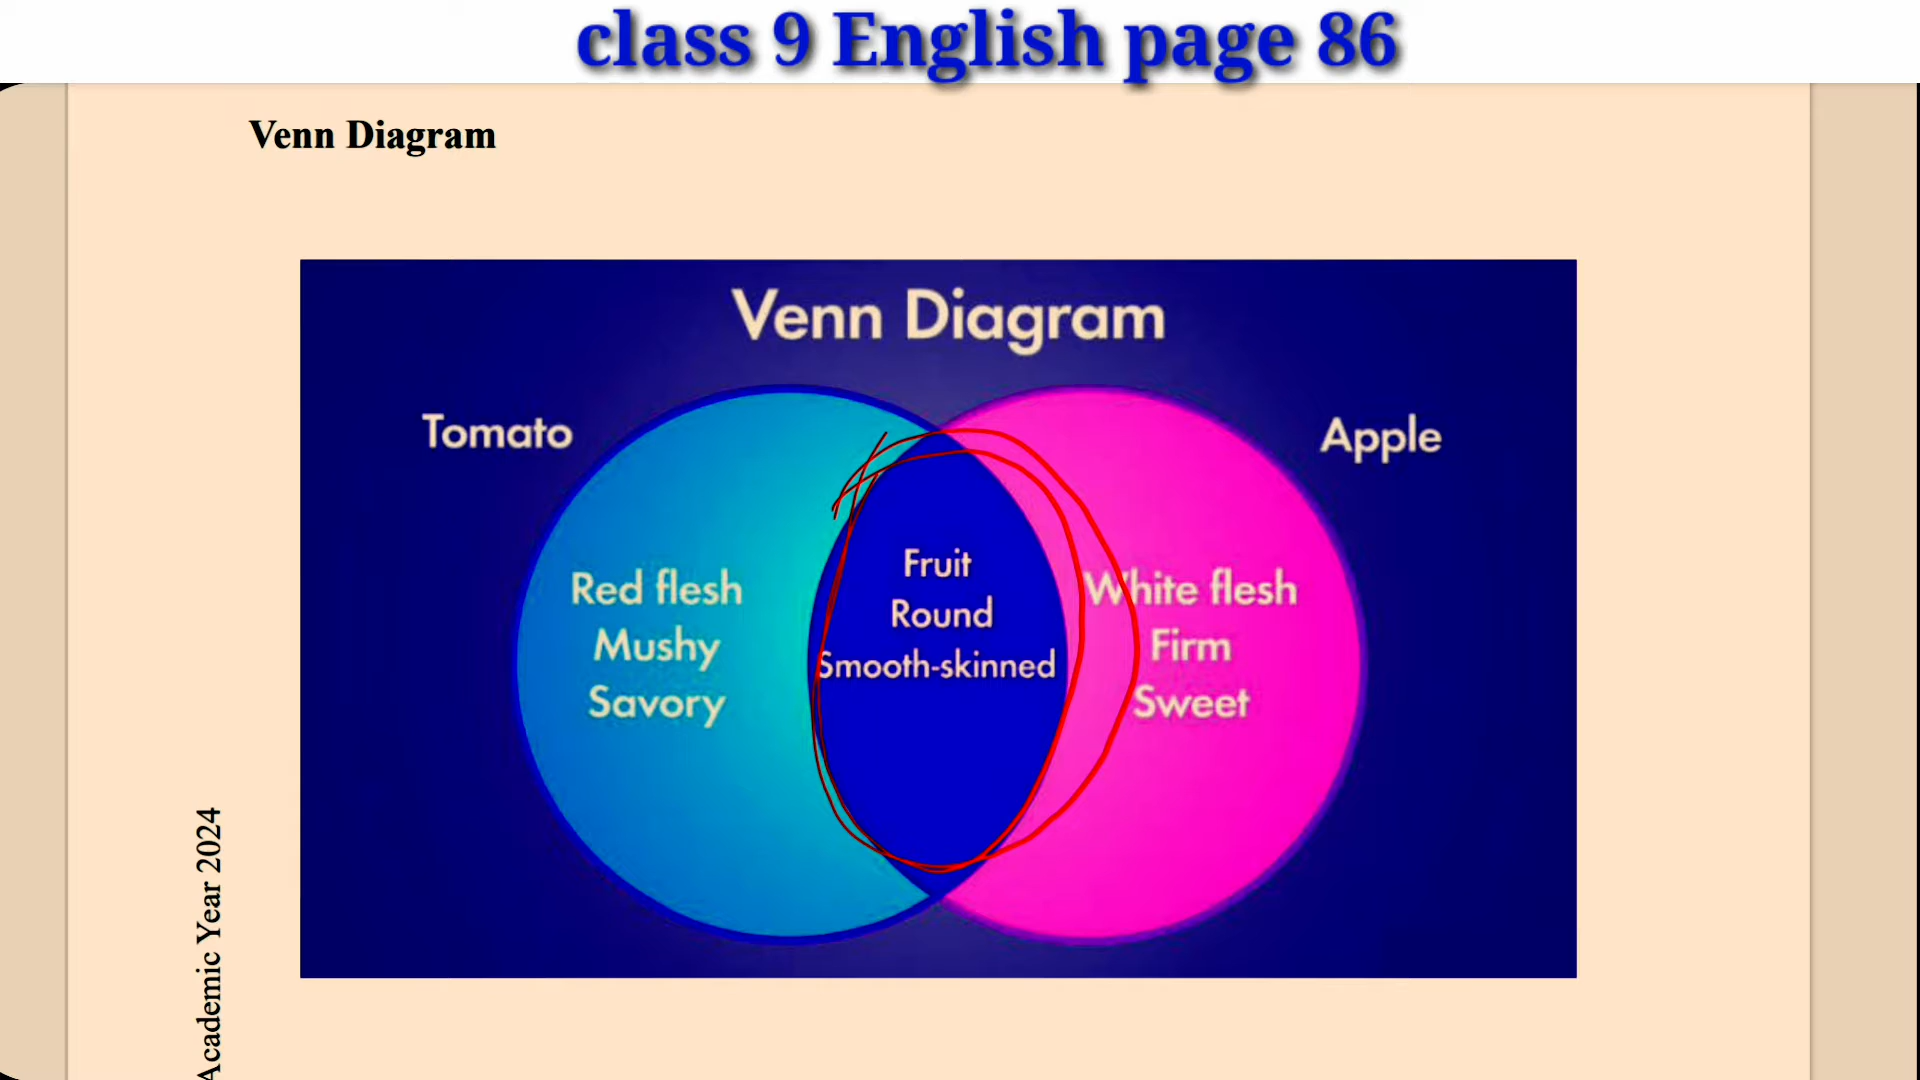 class 9 English page 86
Venn Diagram
Venn Diagram
Tomato
Apple
Red flesh
Mushy
Savory
Fruit
Round
Smooth-skinned
White flesh
Firm
Sweet
Academic Year 2024